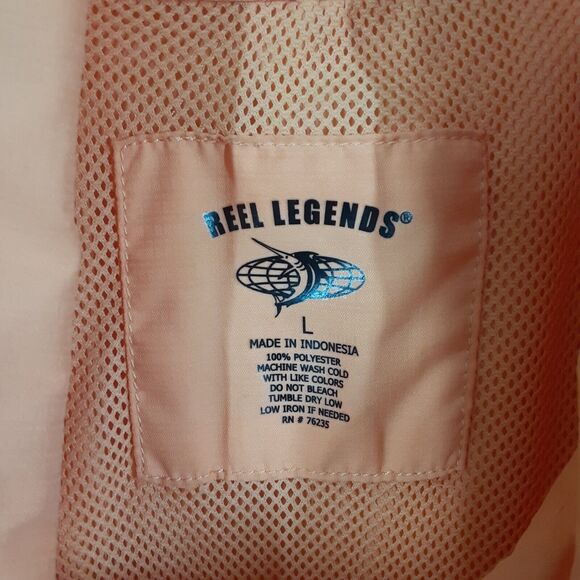 REEL LEGENDS®
L
MADE IN INDONESIA
100% POLYESTER
MACHINE WASH COLD
WITH LIKE COLORS
DO NOT BLEACH
TUMBLE DRY LOW
LOW IRON IF NEEDED
RN # 76235